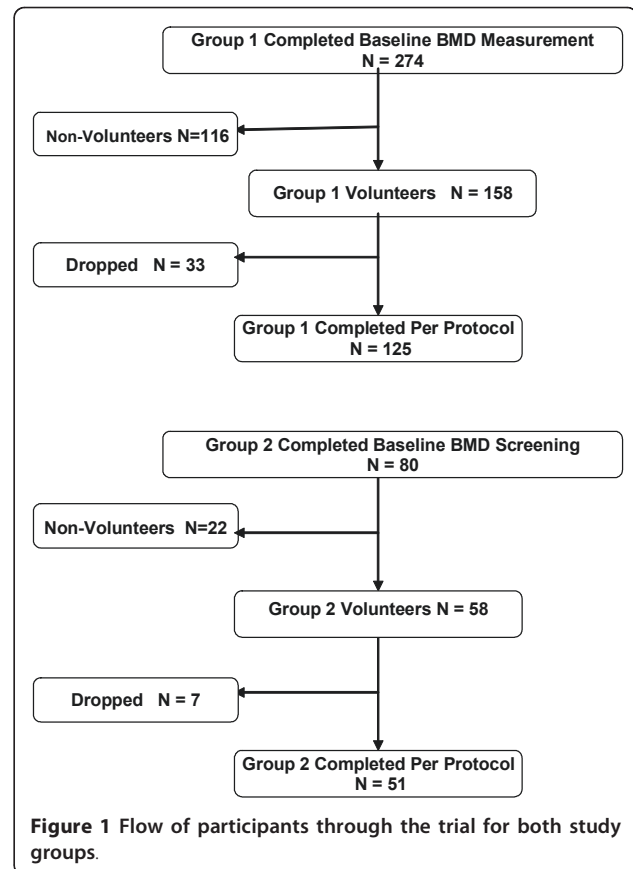 Group 1 Completed Baseline BMD Measurement
N = 274
Non-Volunteers N=116
Group 1 Volunteers N = 158
Dropped N = 33
Group 1 Completed Per Protocol
N = 125
Group 2 Completed Baseline BMD Screening
N = 80
Non-Volunteers N=22
Group 2 Volunteers N = 58
Dropped N = 7
Group 2 Completed Per Protocol
N = 51
Figure 1 Flow of participants through the trial for both study
groups.